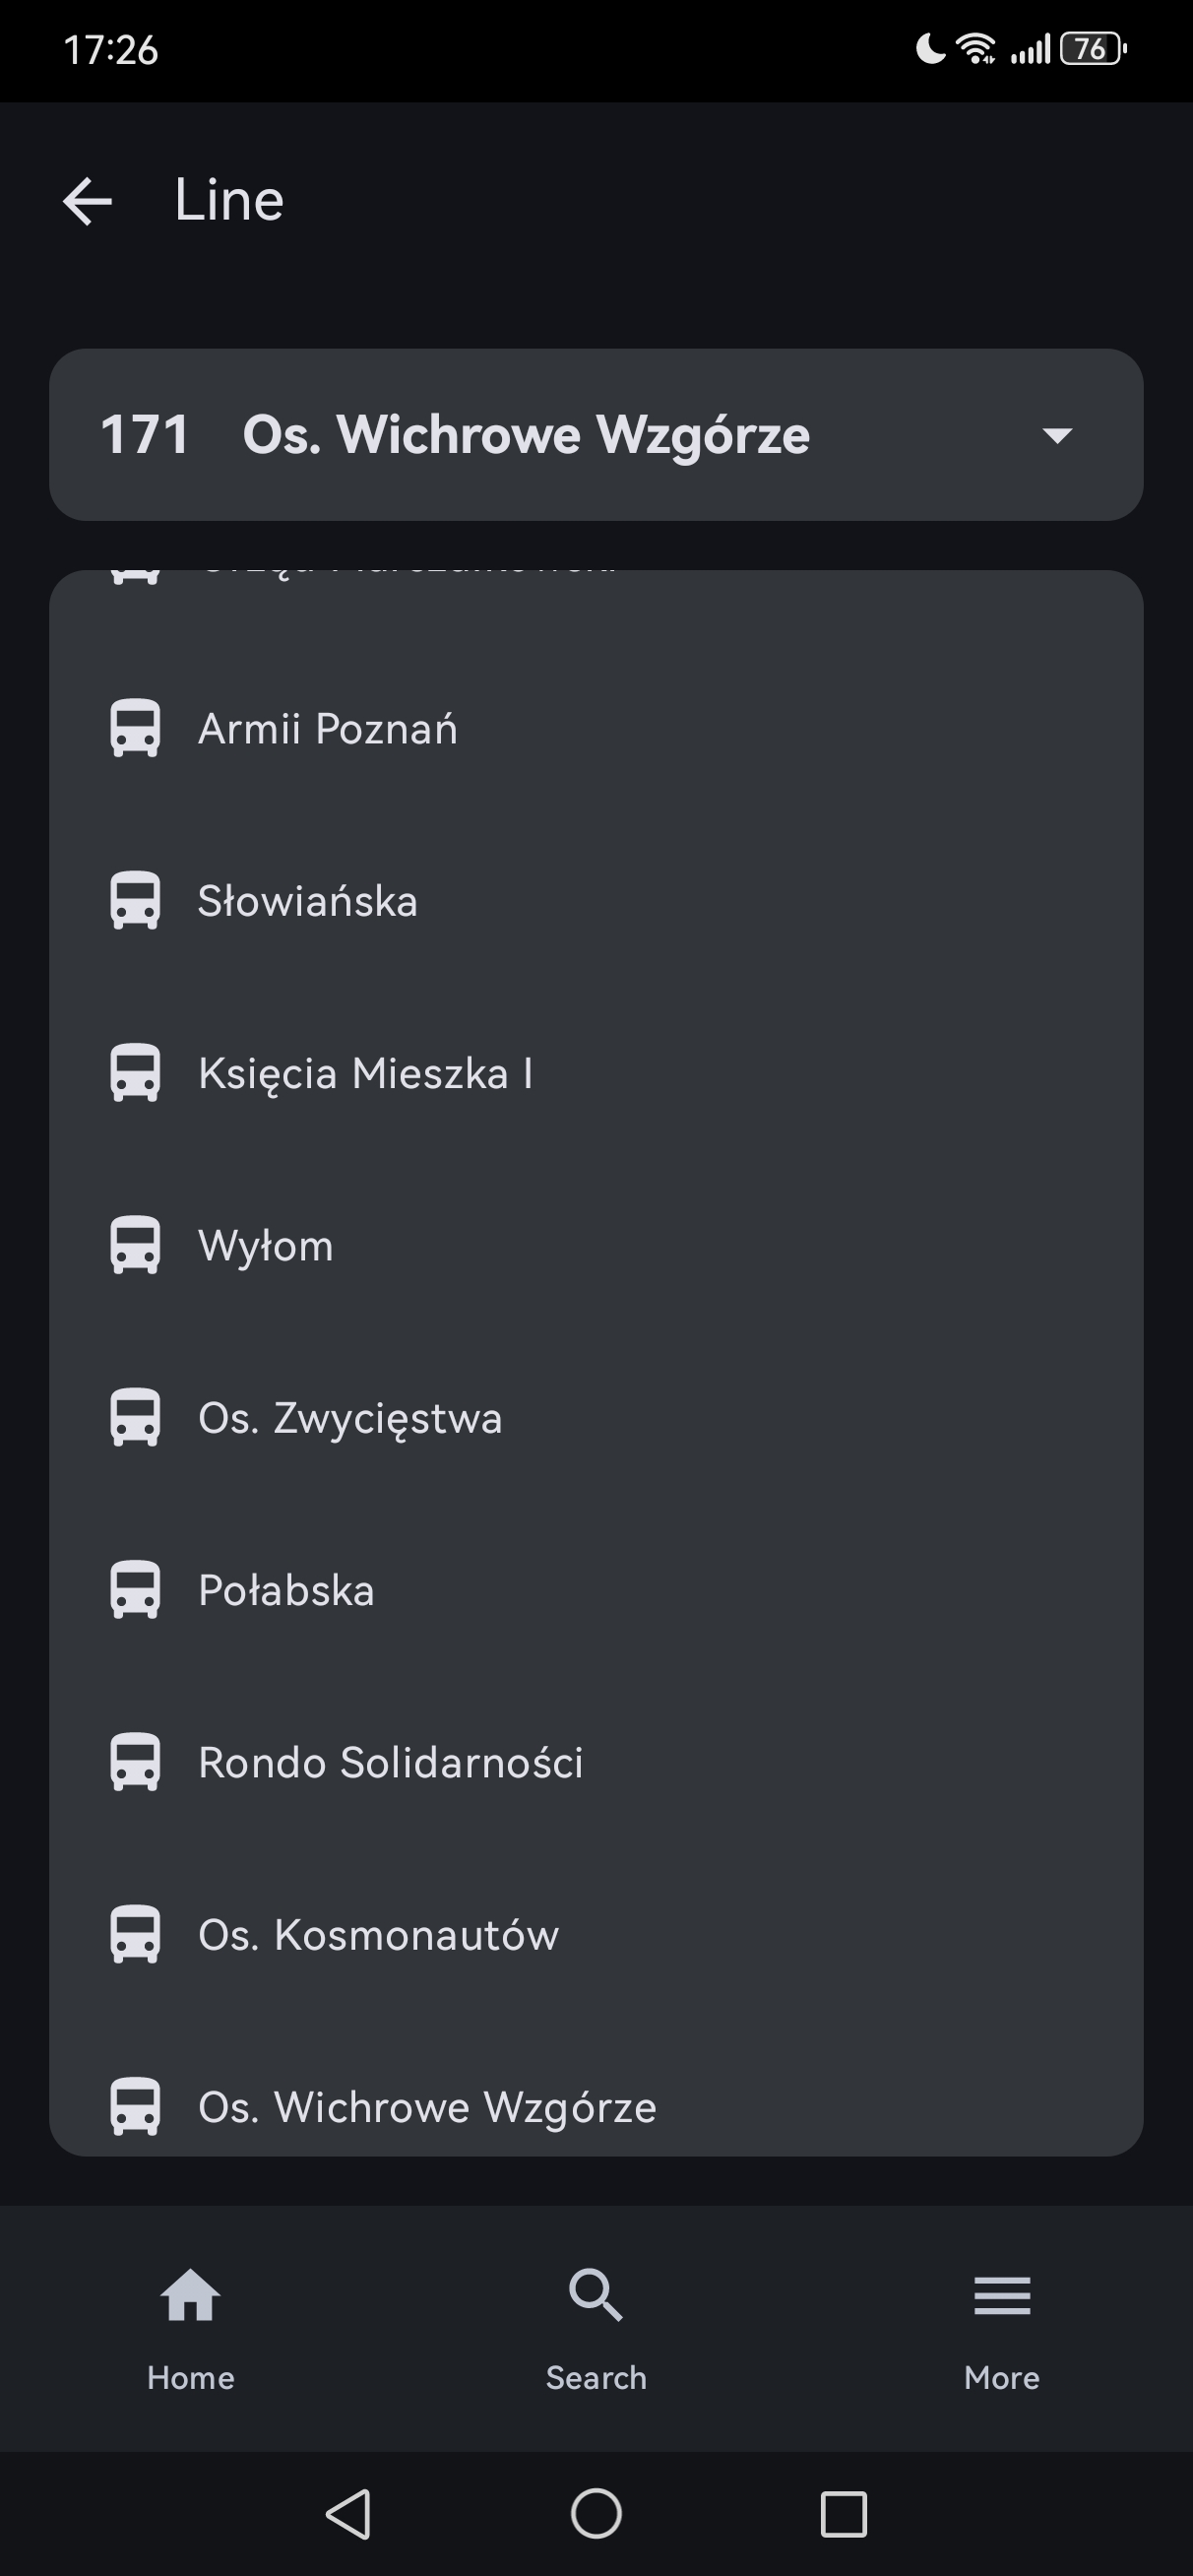 17:26
76
Line
171 Os. Wichrowe Wzgórze
Armii Poznań
Słowiańska
Księcia Mieszka I
Wyłom
Os. Zwycięstwa
Połabska
Rondo Solidarności
Os. Kosmonautów
Os. Wichrowe Wzgórze
Home
Search
More